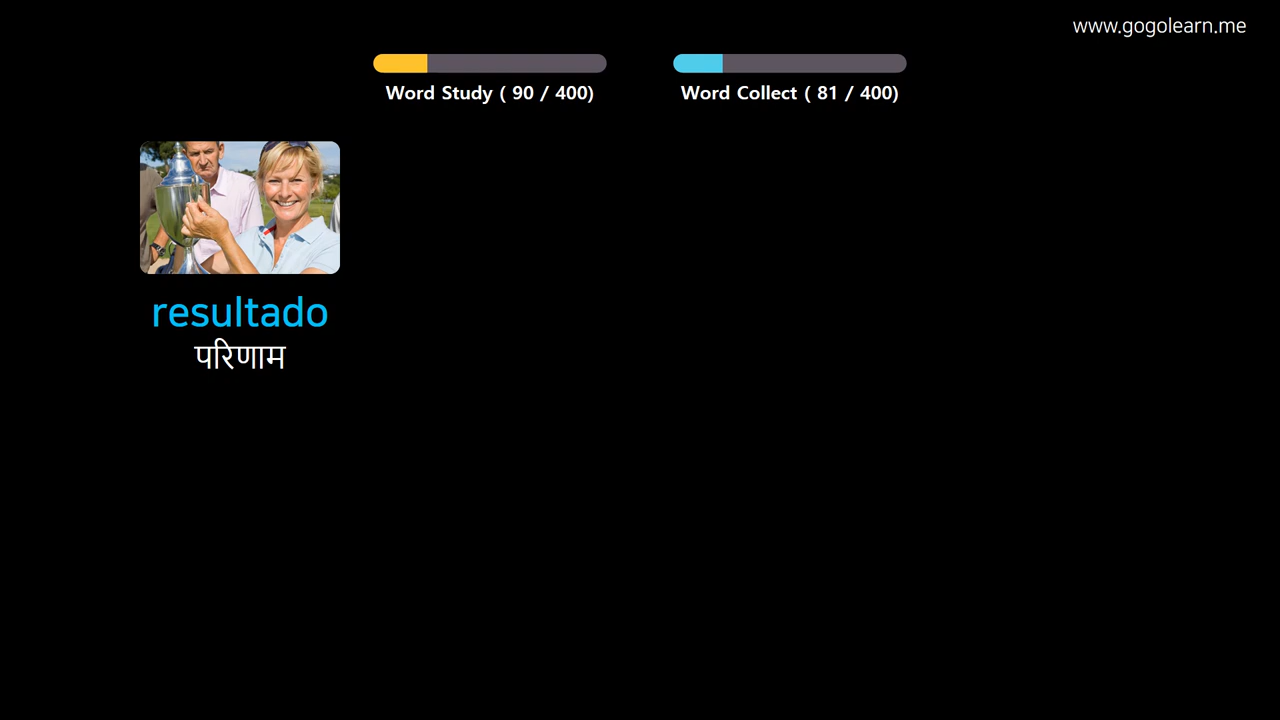 www.gogolearn.me
Word Study ( 90 / 400)
Word Collect ( 81 / 400)
resultado
परिणाम